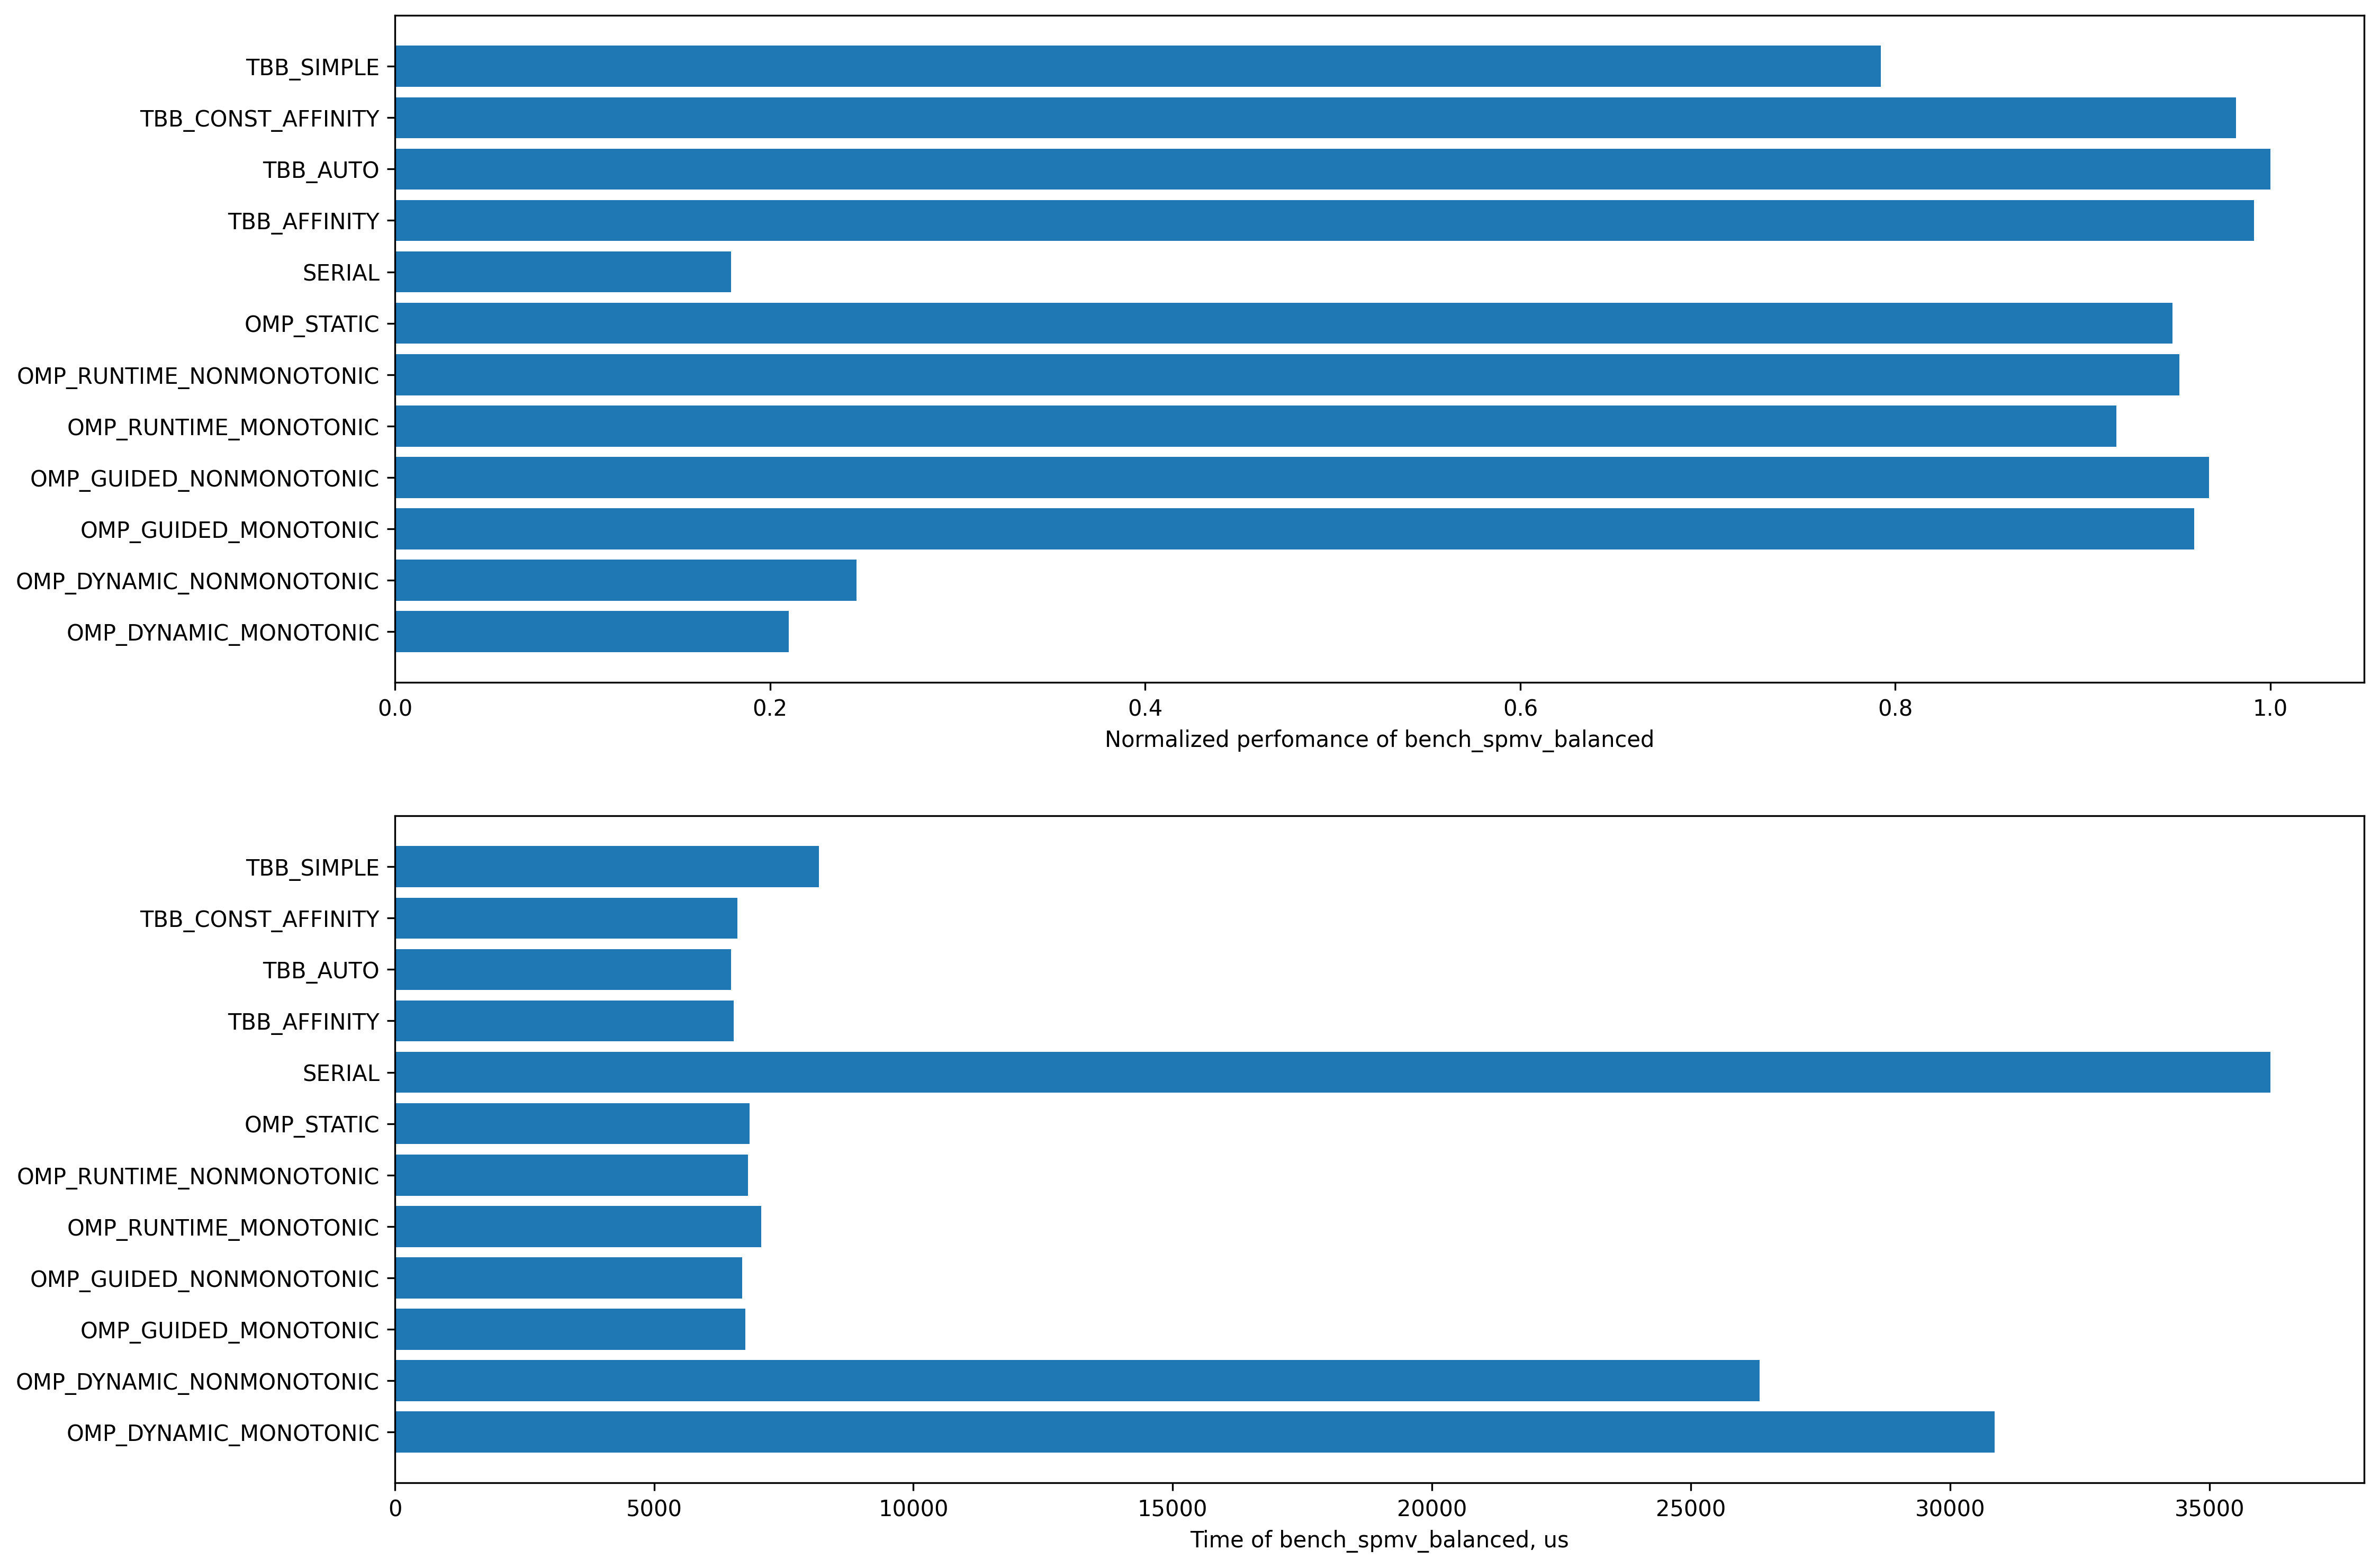 TBB_SIMPLE
TBB_CONST_AFFINITY
TBB_AUTO
TBB_AFFINITY
SERIAL
OMP_STATIC
OMP_RUNTIME_NONMONOTONIC
OMP_RUNTIME_MONOTONIC
OMP_GUIDED_NONMONOTONIC
OMP_GUIDED_MONOTONIC
OMP_DYNAMIC_NONMONOTONIC
OMP_DYNAMIC_MONOTONIC
0.0 0.2 0.4 0.6 0.8 1.0
Normalized perfomance of bench_spmv_balanced
TBB_SIMPLE
TBB_CONST_AFFINITY
TBB_AUTO
TBB_AFFINITY
SERIAL
OMP_STATIC
OMP_RUNTIME_NONMONOTONIC
OMP_RUNTIME_MONOTONIC
OMP_GUIDED_NONMONOTONIC
OMP_GUIDED_MONOTONIC
OMP_DYNAMIC_NONMONOTONIC
OMP_DYNAMIC_MONOTONIC
0 5000 10000 15000 20000 25000 30000 35000
Time of bench_spmv_balanced, us